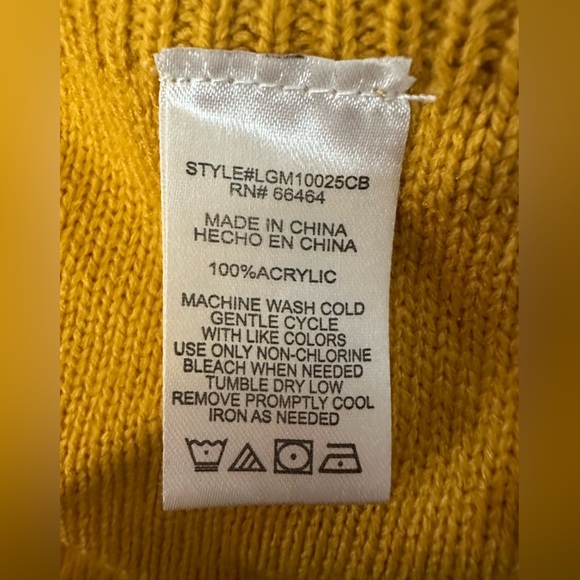 STYLE#LGM10025CB
RN# 66464
MADE IN CHINA
HECHO EN CHINA
100%ACRYLIC
MACHINE WASH COLD
GENTLE CYCLE
WITH LIKE COLORS
USE ONLY NON-CHLORINE
BLEACH WHEN NEEDED
TUMBLE DRY LOW
REMOVE PROMPTLY COOL
IRON AS NEEDED